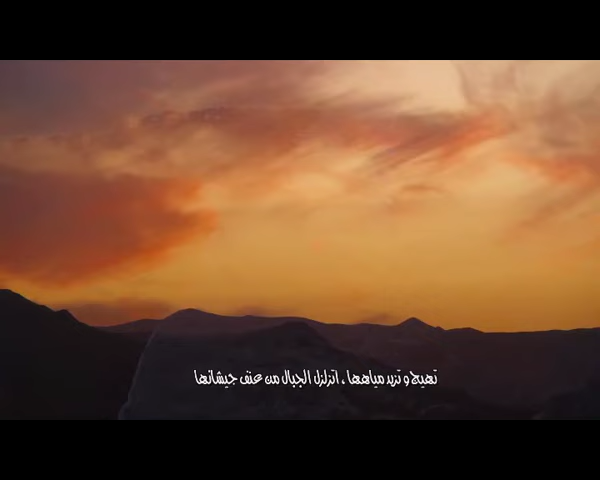 تهيج و تزبد مياهها ، اتزلزل الجبال من عنف جيشانها